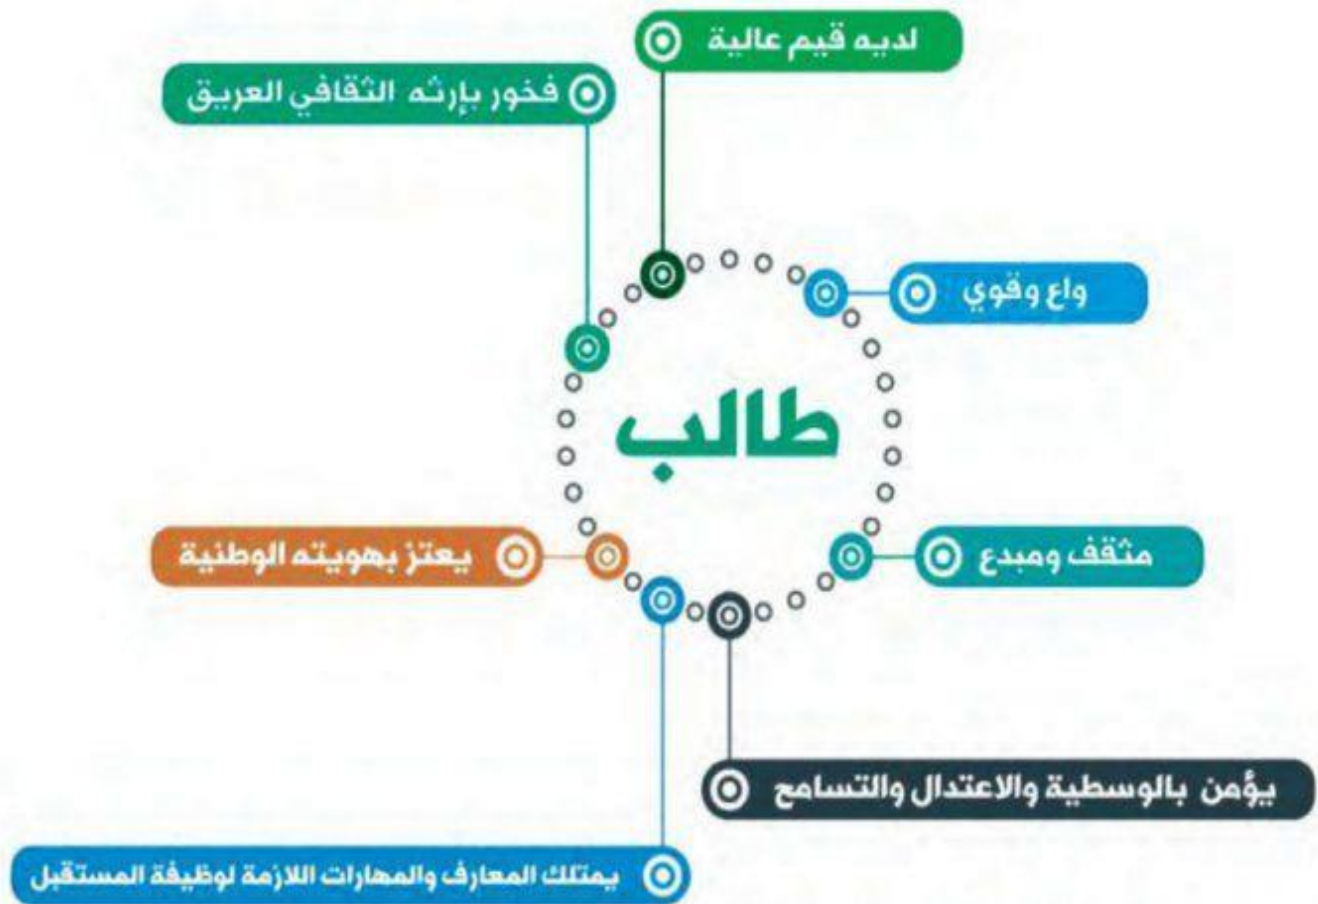 لديه قيم عالية
فخور بإرثه الثقافي العريق
واع وقوي
طالب
مثقف ومبدع
يعتز بهويته الوطنية
يؤمن بالوسطية والاعتدال والتسامح
يمتلك المعارف والمهارات اللازمة لوظيفة المستقبل